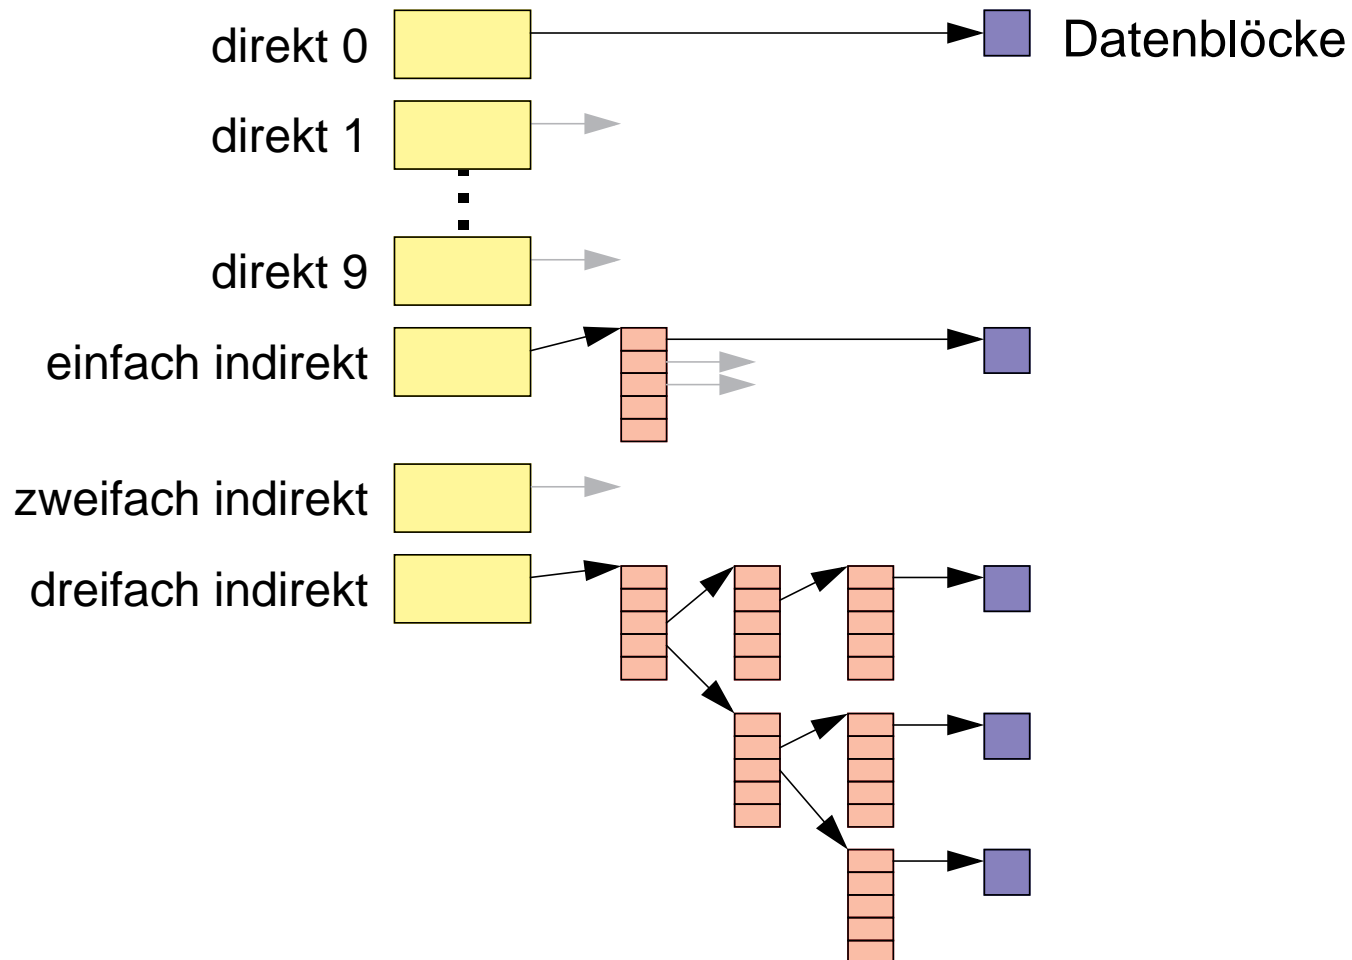 direkt 0
Datenblöcke
direkt 1
direkt 9
einfach indirekt
zweifach indirekt
dreifach indirekt